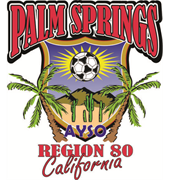 PALM SPRINGS
AYSO
REGION 80
California